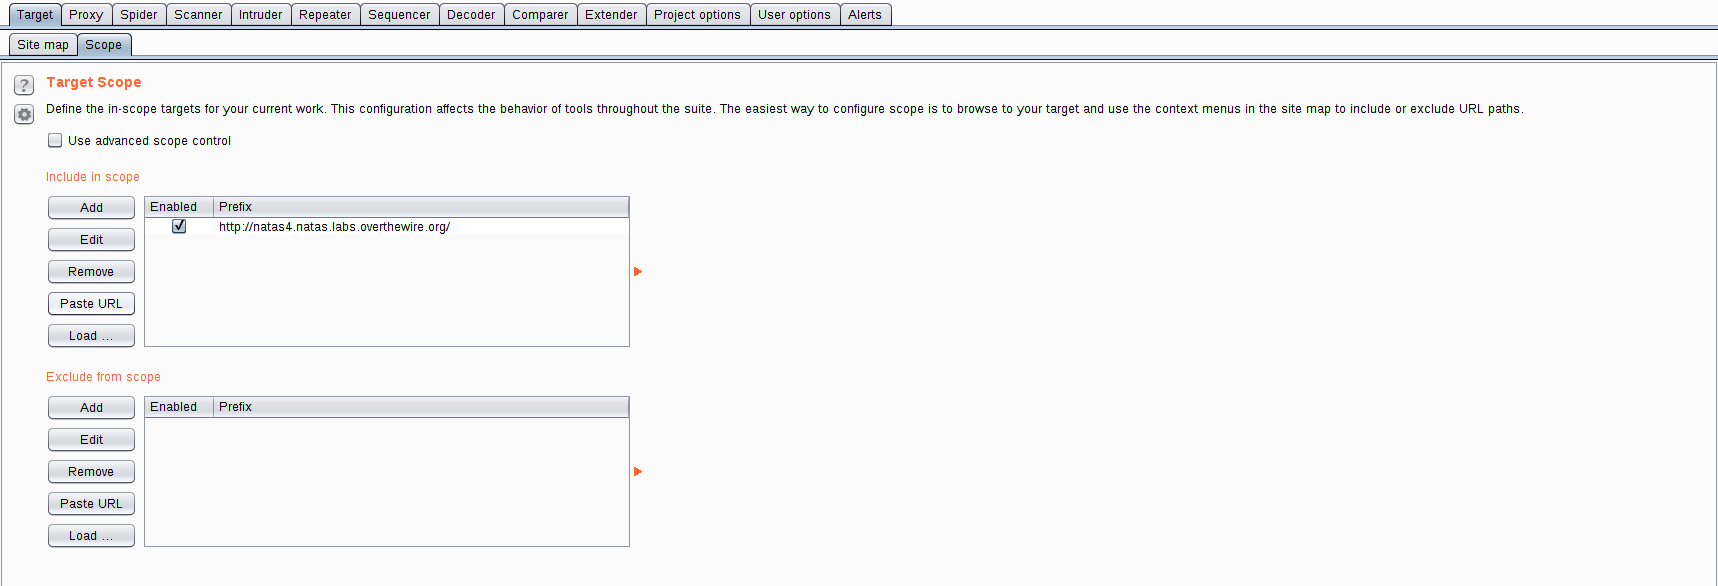 Target Proxy Spider Scanner Intruder Repeater Sequencer Decoder Comparer Extender Project options User options Alerts
Site map Scope
? Target Scope
Define the in-scope targets for your current work. This configuration affects the behavior of tools throughout the suite. The easiest way to configure scope is to browse to your target and use the context menus in the site map to include or exclude URL paths.
Use advanced scope control
Include in scope
Add Enabled Prefix
http://natas4.natas.labs.overthewire.org/
Edit
Remove
Paste URL
Load ...
Exclude from scope
Add Enabled Prefix
Edit
Remove
Paste URL
Load ...